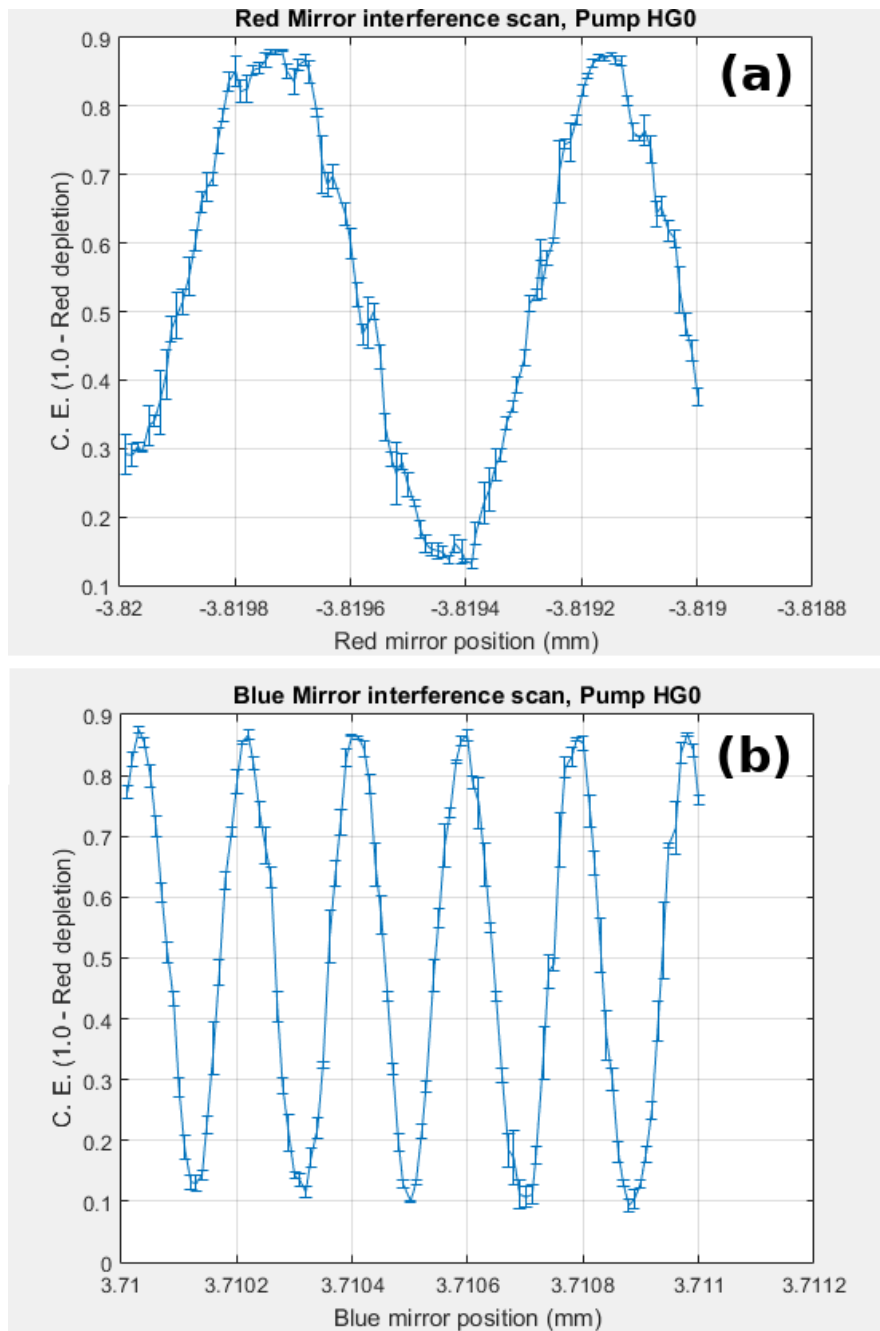 Red Mirror interference scan, Pump HG0
(a)
0.9
0.8
0.7
0.6
0.5
0.4
0.3
0.2
0.1
C. E. (1.0 - Red depletion)
-3.82 -3.8198 -3.8196 -3.8194 -3.8192 -3.819 -3.8188
Red mirror position (mm)
Blue Mirror interference scan, Pump HG0
(b)
0.9
0.8
0.7
0.6
0.5
0.4
0.3
0.2
0.1
0
C. E. (1.0 - Red depletion)
3.71 3.7102 3.7104 3.7106 3.7108 3.711 3.7112
Blue mirror position (mm)